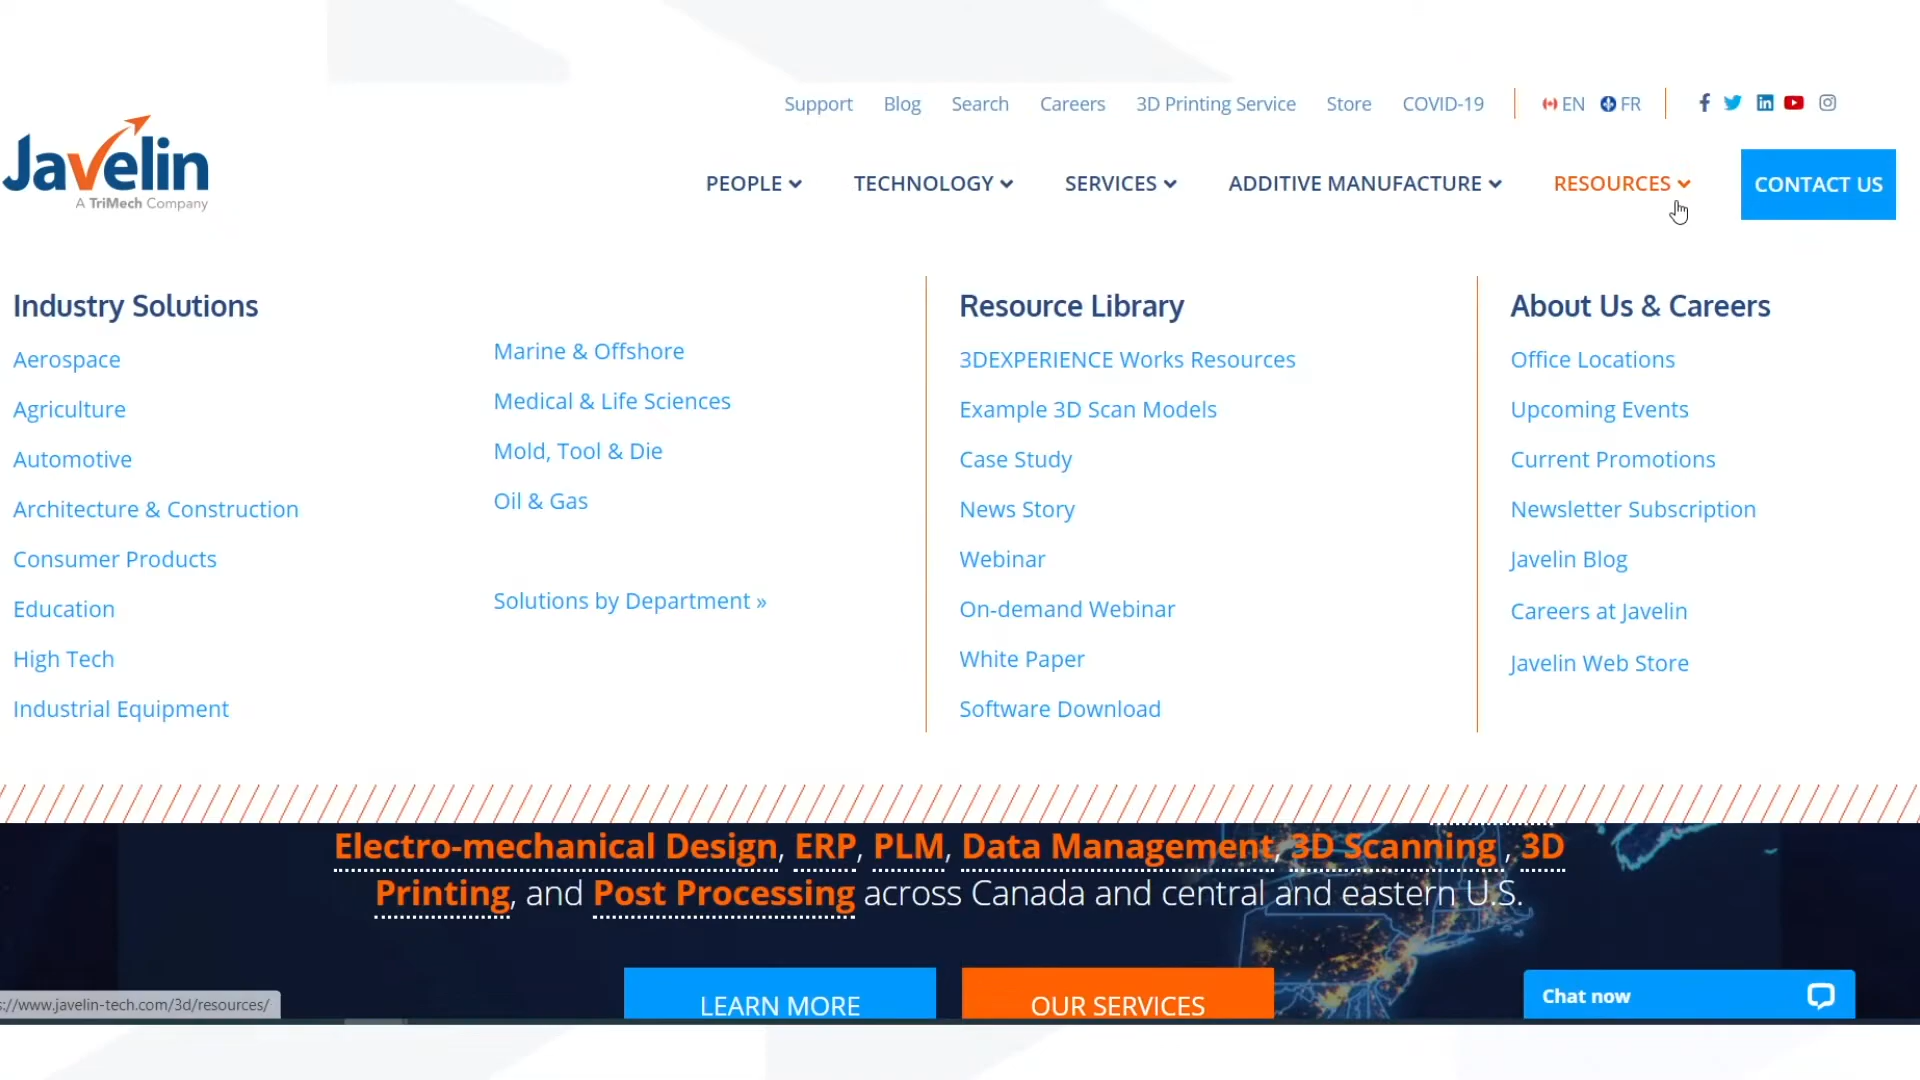 Support Blog Search Careers 3D Printing Service Store COVID-19 EN FR
Javelin
A TriMech Company
PEOPLE TECHNOLOGY SERVICES ADDITIVE MANUFACTURE RESOURCES CONTACT US
Industry Solutions
Aerospace
Agriculture
Automotive
Architecture & Construction
Consumer Products
Education
High Tech
Industrial Equipment
Marine & Offshore
Medical & Life Sciences
Mold, Tool & Die
Oil & Gas
Solutions by Department »
Resource Library
3DEXPERIENCE Works Resources
Example 3D Scan Models
Case Study
News Story
Webinar
On-demand Webinar
White Paper
Software Download
About Us & Careers
Office Locations
Upcoming Events
Current Promotions
Newsletter Subscription
Javelin Blog
Careers at Javelin
Javelin Web Store
Electro-mechanical Design, ERP, PLM, Data Management, 3D Scanning , 3D
Printing, and Post Processing across Canada and central and eastern U.S.
LEARN MORE OUR SERVICES
Chat now
s://www.javelin-tech.com/3d/resources/